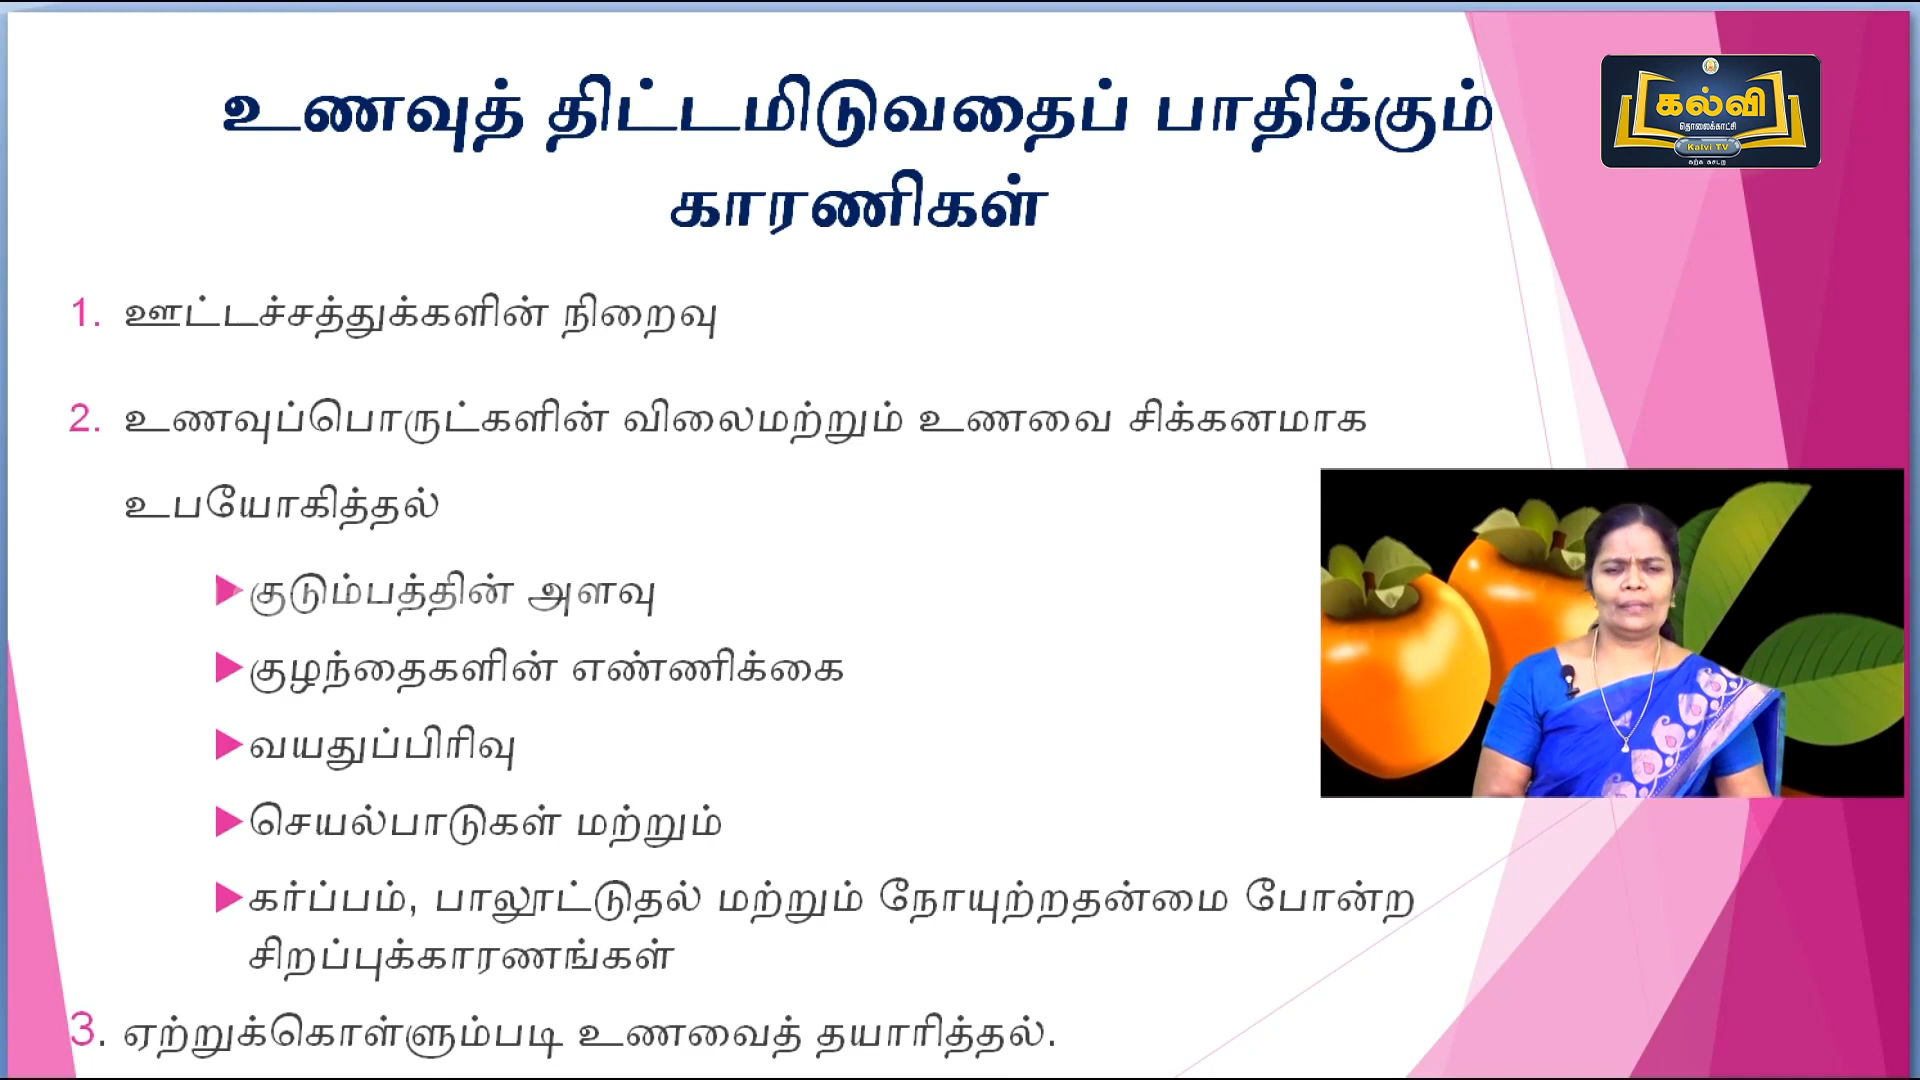 உணவுத் திட்டமிடுவதைப் பாதிக்கும்
காரணிகள்
கல்வி
தொலைக்காட்சி
Kalvi TV
கற்க கசடற
1. ஊட்டச்சத்துக்களின் நிறைவு
2. உணவுப்பொருட்களின் விலைமற்றும் உணவை சிக்கனமாக
உபயோகித்தல்
குடும்பத்தின் அளவு
குழந்தைகளின் எண்ணிக்கை
வயதுப்பிரிவு
செயல்பாடுகள் மற்றும்
கர்ப்பம், பாலூட்டுதல் மற்றும் நோயுற்றதன்மை போன்ற
சிறப்புக்காரணங்கள்
3. ஏற்றுக்கொள்ளும்படி உணவைத் தயாரித்தல்.